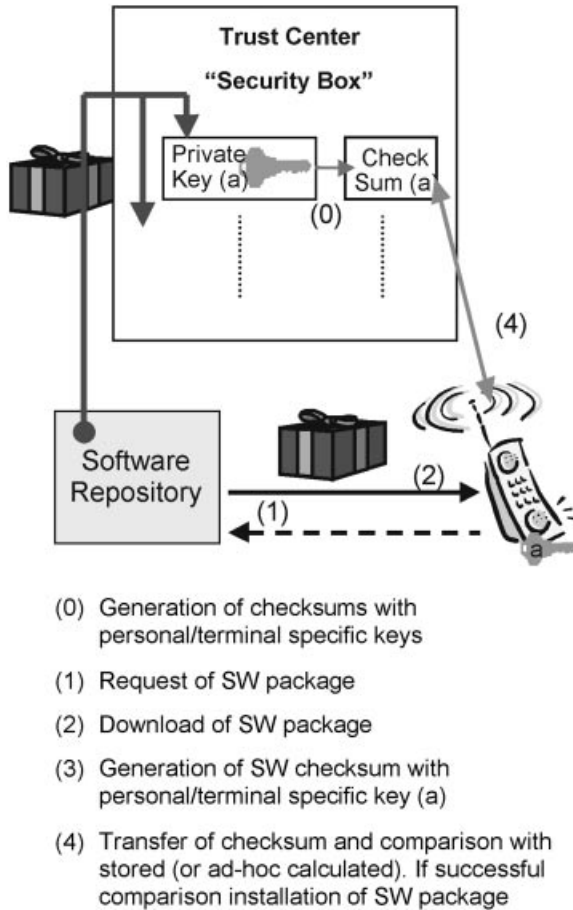 Trust Center
“Security Box”
Private
Key (a)
Check
Sum (a)
(0)
(4)
Software
Repository
(2)
(1)
a
(0) Generation of checksums with
personal/terminal specific keys
(1) Request of SW package
(2) Download of SW package
(3) Generation of SW checksum with
personal/terminal specific key (a)
(4) Transfer of checksum and comparison with
stored (or ad-hoc calculated). If successful
comparison installation of SW package